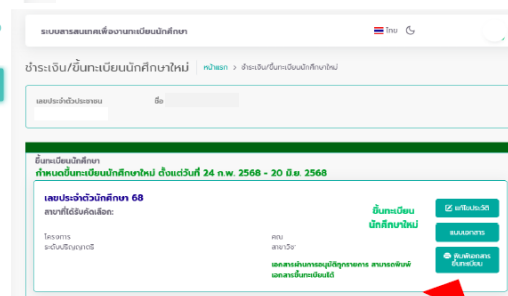 ระบบสารสนเทศเพื่องานทะเบียนนักศึกษา
ไทย
ชำระเงิน/ขึ้นทะเบียนนักศึกษาใหม่
หน้าแรก > ชำระเงิน/ขึ้นทะเบียนนักศึกษาใหม่
เลขประจำตัวประชาชน
ชื่อ
ขึ้นทะเบียนนักศึกษา
กำหนดขึ้นทะเบียนนักศึกษาใหม่ ตั้งแต่วันที่ 24 ก.พ. 2568 - 20 มิ.ย. 2568
เลขประจำตัวนักศึกษา 68
สาขาที่ได้รับคัดเลือก:
โครงการ
ระดับปริญญาตรี
คณ
สาขาวิช
เอกสารผ่านการอนุมัติทุกรายการ สามารถพิมพ์
เอกสารขึ้นทะเบียนได้
ขึ้นทะเบียน
นักศึกษาใหม่
แก้ไขประวัติ
แนบเอกสาร
พิมพ์เอกสาร
ขึ้นทะเบียน